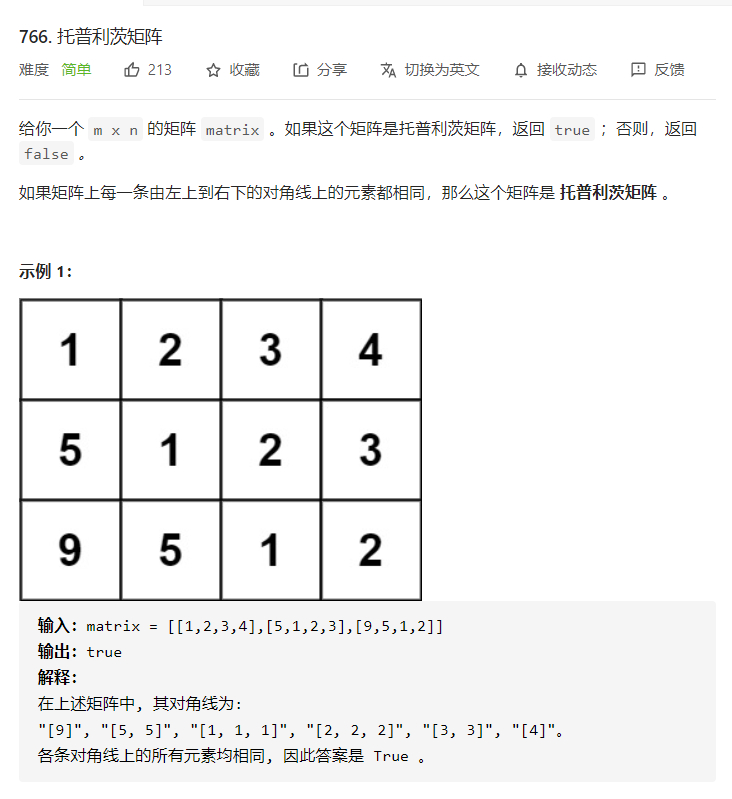 766. 托普利茨矩阵
难度 简单 213 收藏 分享 切换为英文 接收动态 反馈
给你一个 m x n 的矩阵 matrix 。如果这个矩阵是托普利茨矩阵，返回 true ；否则，返回
false 。
如果矩阵上每一条由左上到右下的对角线上的元素都相同，那么这个矩阵是 托普利茨矩阵 。
示例 1：
1 2 3 4
5 1 2 3
9 5 1 2
输入：matrix = [[1,2,3,4],[5,1,2,3],[9,5,1,2]]
输出：true
解释：
在上述矩阵中, 其对角线为:
"[9]", "[5, 5]", "[1, 1, 1]", "[2, 2, 2]", "[3, 3]", "[4]"。
各条对角线上的所有元素均相同, 因此答案是 True 。